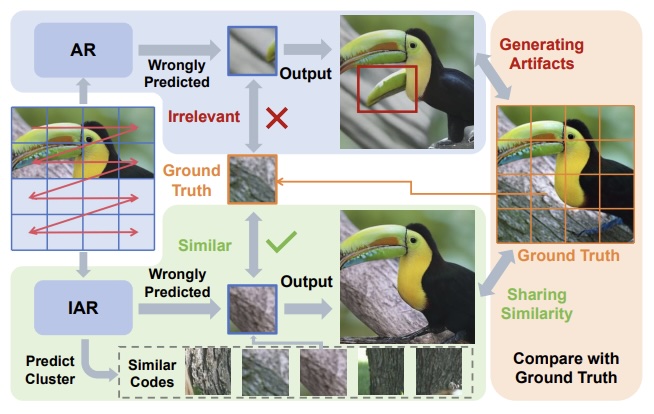 AR
Wrongly
Predicted
Output
Generating
Artifacts
Irrelevant
Ground
Truth
Similar
Ground Truth
IAR
Wrongly
Predicted
Output
Sharing
Similarity
Predict
Cluster
Similar
Codes
Compare with
Ground Truth